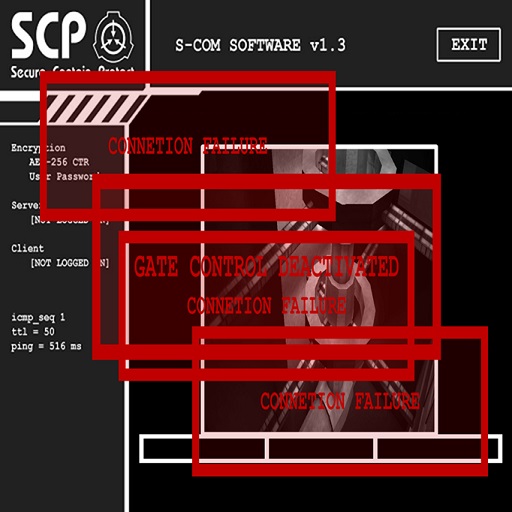 SCP
Secure Contain Protect
S-COM SOFTWARE v1.3
EXIT
Encryption
AES-256 CTR
User Password
CONNETION FAILURE
Server
[NOT LOGGED IN]
Client
[NOT LOGGED IN]
GATE CONTROL DEACTIVATED
CONNETION FAILURE
icmp_seq 1
ttl = 50
ping = 516 ms
CONNETION FAILURE